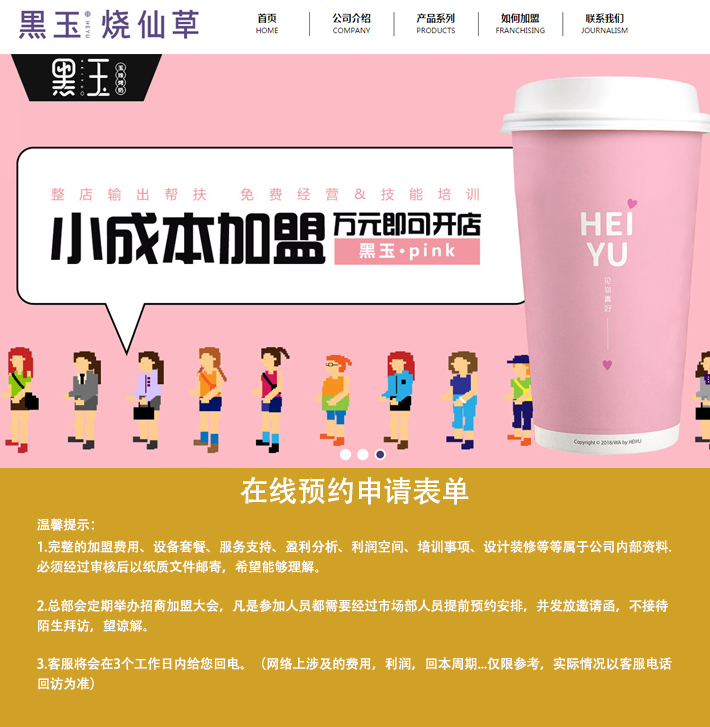 黑玉 HEIYU 烧仙草
首页 公司介绍 产品系列 如何加盟 联系我们
HOME COMPANY PRODUCTS FRANCHISING JOURNALISM
黑玉
整店输出帮扶 免费经营&技能培训
小成本加盟 万元即可开店
黑玉·pink
HEI
YU
Copyright © 2018/WA by HEIYU
在线预约申请表单
温馨提示：
1.完整的加盟费用、设备套餐、服务支持、盈利分析、利润空间、培训事项、设计装修等等属于公司内部资料.
必须经过审核后以纸质文件邮寄，希望能够理解。
2.总部会定期举办招商加盟大会，凡是参加人员都需要经过市场部人员提前预约安排，并发放邀请函，不接待
陌生拜访，望谅解。
3.客服将会在3个工作日内给您回电。（网络上涉及的费用，利润，回本周期...仅限参考，实际情况以客服电话
回访为准）